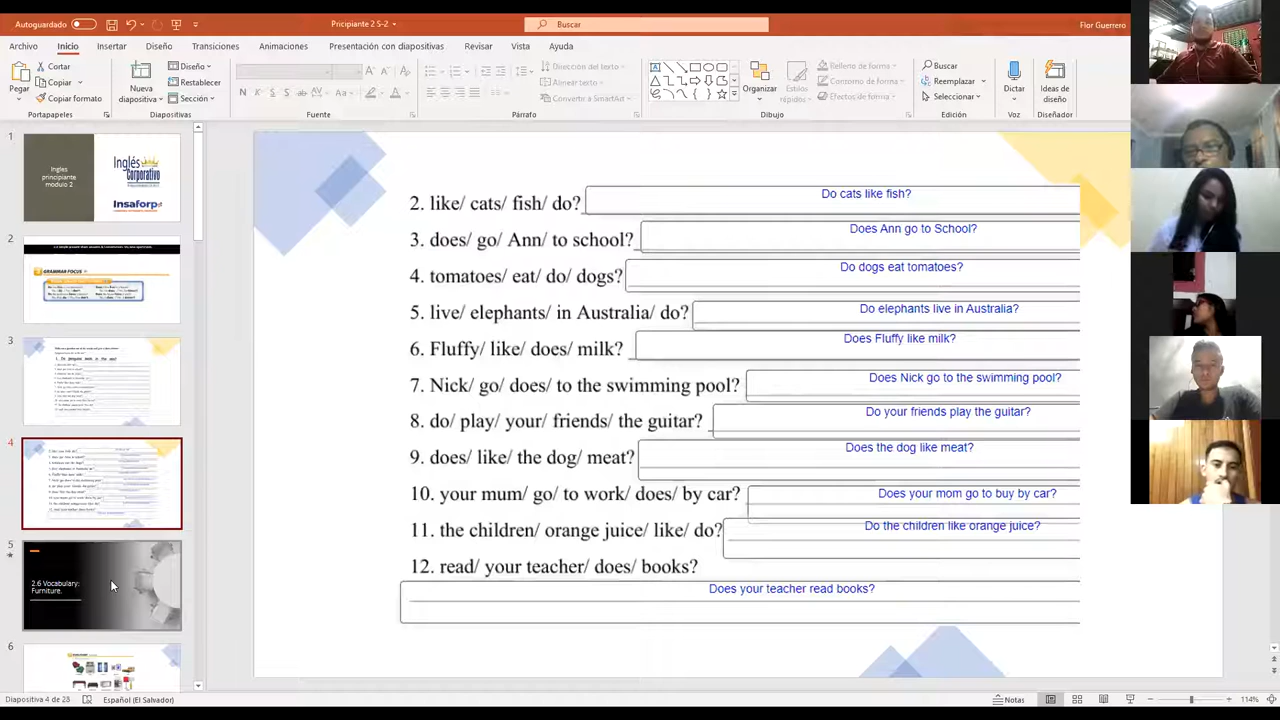 Autoguardado
Pricipiante 2 S-2
Buscar
Flor Guerrero
Archivo Inicio Insertar Diseño Transiciones Animaciones Presentación con diapositivas Revisar Vista Ayuda
Pegar
Cortar
Copiar
Copiar formato
Nueva diapositiva
Diseño
Restablecer
Sección
Dirección del texto
Alinear texto
Convertir a SmartArt
Organizar
Estilos rápidos
Relleno de forma
Contorno de forma
Efectos de forma
Buscar
Reemplazar
Seleccionar
Dictar
Ideas de diseño
Portapapeles Diapositivas Fuente Párrafo Dibujo Edición Voz Diseñador
1
Ingles
principiante
modulo 2
Inglés
Corporativo
Insaforp
2
GRAMMAR FOCUS
3
4
5
2.6 Vocabulary:
Furniture.
6
2. like/ cats/ fish/ do? Do cats like fish?
3. does/ go/ Ann/ to school? Does Ann go to School?
4. tomatoes/ eat/ do/ dogs? Do dogs eat tomatoes?
5. live/ elephants/ in Australia/ do? Do elephants live in Australia?
6. Fluffy/ like/ does/ milk? Does Fluffy like milk?
7. Nick/ go/ does/ to the swimming pool? Does Nick go to the swimming pool?
8. do/ play/ your/ friends/ the guitar? Do your friends play the guitar?
9. does/ like/ the dog/ meat? Does the dog like meat?
10. your mum/ go/ to work/ does/ by car? Does your mom go to buy by car?
11. the children/ orange juice/ like/ do? Do the children like orange juice?
12. read/ your teacher/ does/ books?
Does your teacher read books?
Diapositiva 4 de 28 Español (El Salvador) Notas 114%